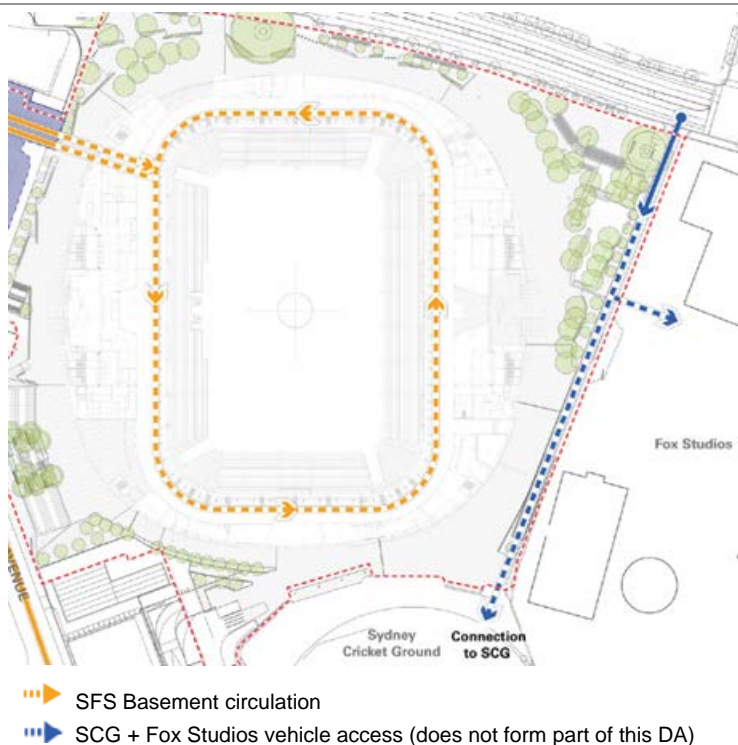 Fox Studios
AVENUE
Sydney
Cricket Ground
Connection
to SCG
SFS Basement circulation
SCG + Fox Studios vehicle access (does not form part of this DA)